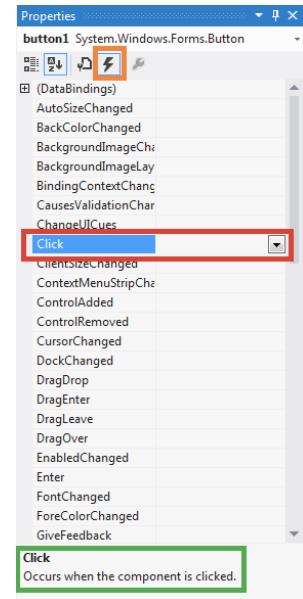 Properties
button1 System.Windows.Forms.Button
(DataBindings)
AutoSizeChanged
BackColorChanged
BackgroundImageCha
BackgroundImageLay
BindingContextChang
CausesValidationChar
ChangeUICues
Click
ClientSizeChanged
ContextMenuStripCha
ControlAdded
ControlRemoved
CursorChanged
DockChanged
DragDrop
DragEnter
DragLeave
DragOver
EnabledChanged
Enter
FontChanged
ForeColorChanged
GiveFeedback
Click
Occurs when the component is clicked.